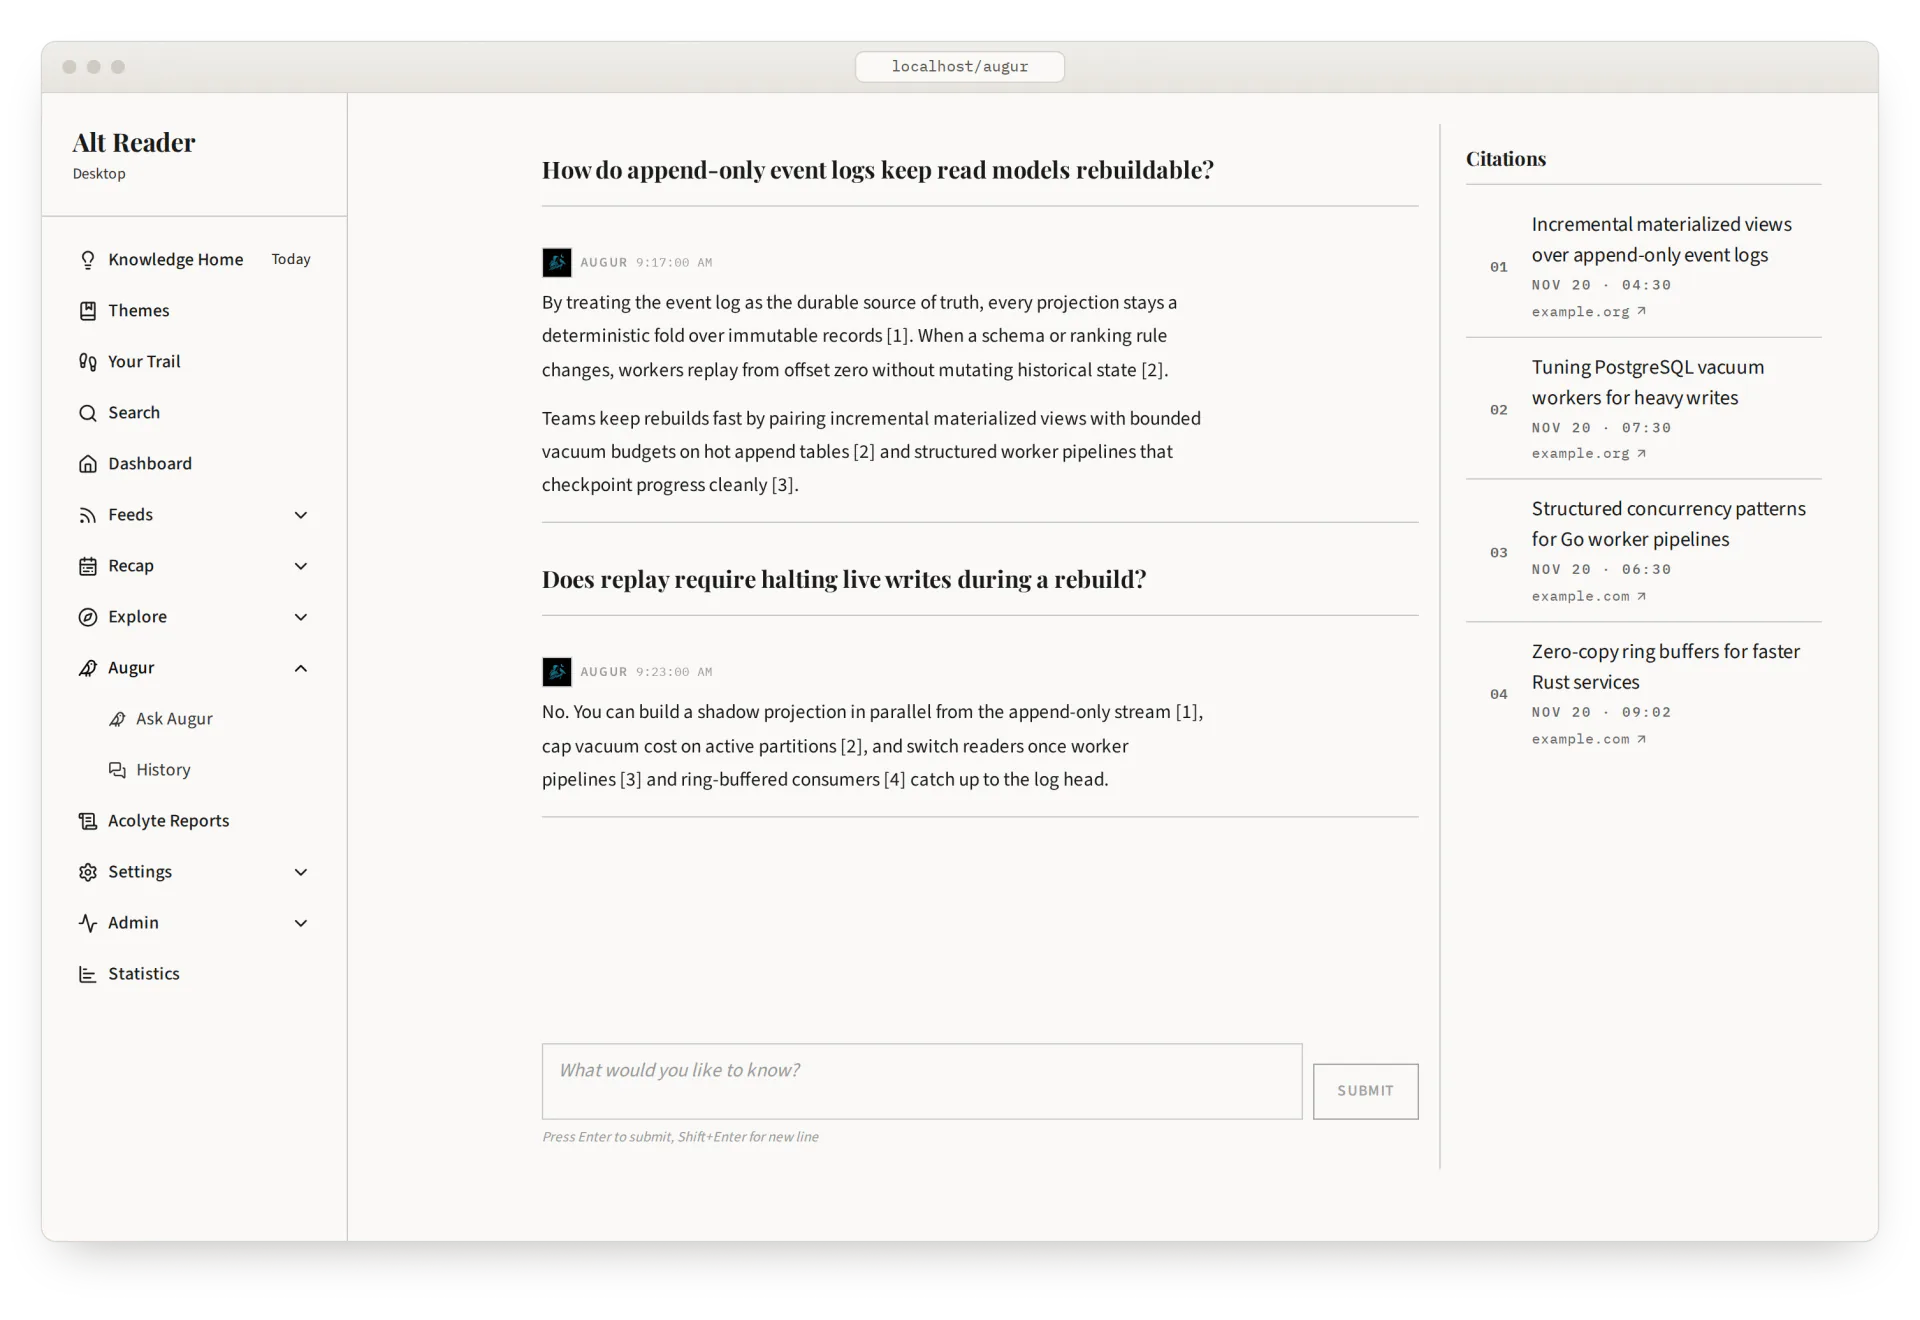 localhost/augur
Alt Reader
Desktop
Knowledge Home Today
Themes
Your Trail
Search
Dashboard
Feeds
Recap
Explore
Augur
Ask Augur
History
Acolyte Reports
Settings
Admin
Statistics
How do append-only event logs keep read models rebuildable?
AUGUR 9:17:00 AM
By treating the event log as the durable source of truth, every projection stays a
deterministic fold over immutable records [1]. When a schema or ranking rule
changes, workers replay from offset zero without mutating historical state [2].
Teams keep rebuilds fast by pairing incremental materialized views with bounded
vacuum budgets on hot append tables [2] and structured worker pipelines that
checkpoint progress cleanly [3].
Does replay require halting live writes during a rebuild?
AUGUR 9:23:00 AM
No. You can build a shadow projection in parallel from the append-only stream [1],
cap vacuum cost on active partitions [2], and switch readers once worker
pipelines [3] and ring-buffered consumers [4] catch up to the log head.
What would you like to know?
SUBMIT
Press Enter to submit, Shift+Enter for new line
Citations
01
Incremental materialized views
over append-only event logs
NOV 20 · 04:30
example.org ↗
02
Tuning PostgreSQL vacuum
workers for heavy writes
NOV 20 · 07:30
example.org ↗
03
Structured concurrency patterns
for Go worker pipelines
NOV 20 · 06:30
example.com ↗
04
Zero-copy ring buffers for faster
Rust services
NOV 20 · 09:02
example.com ↗